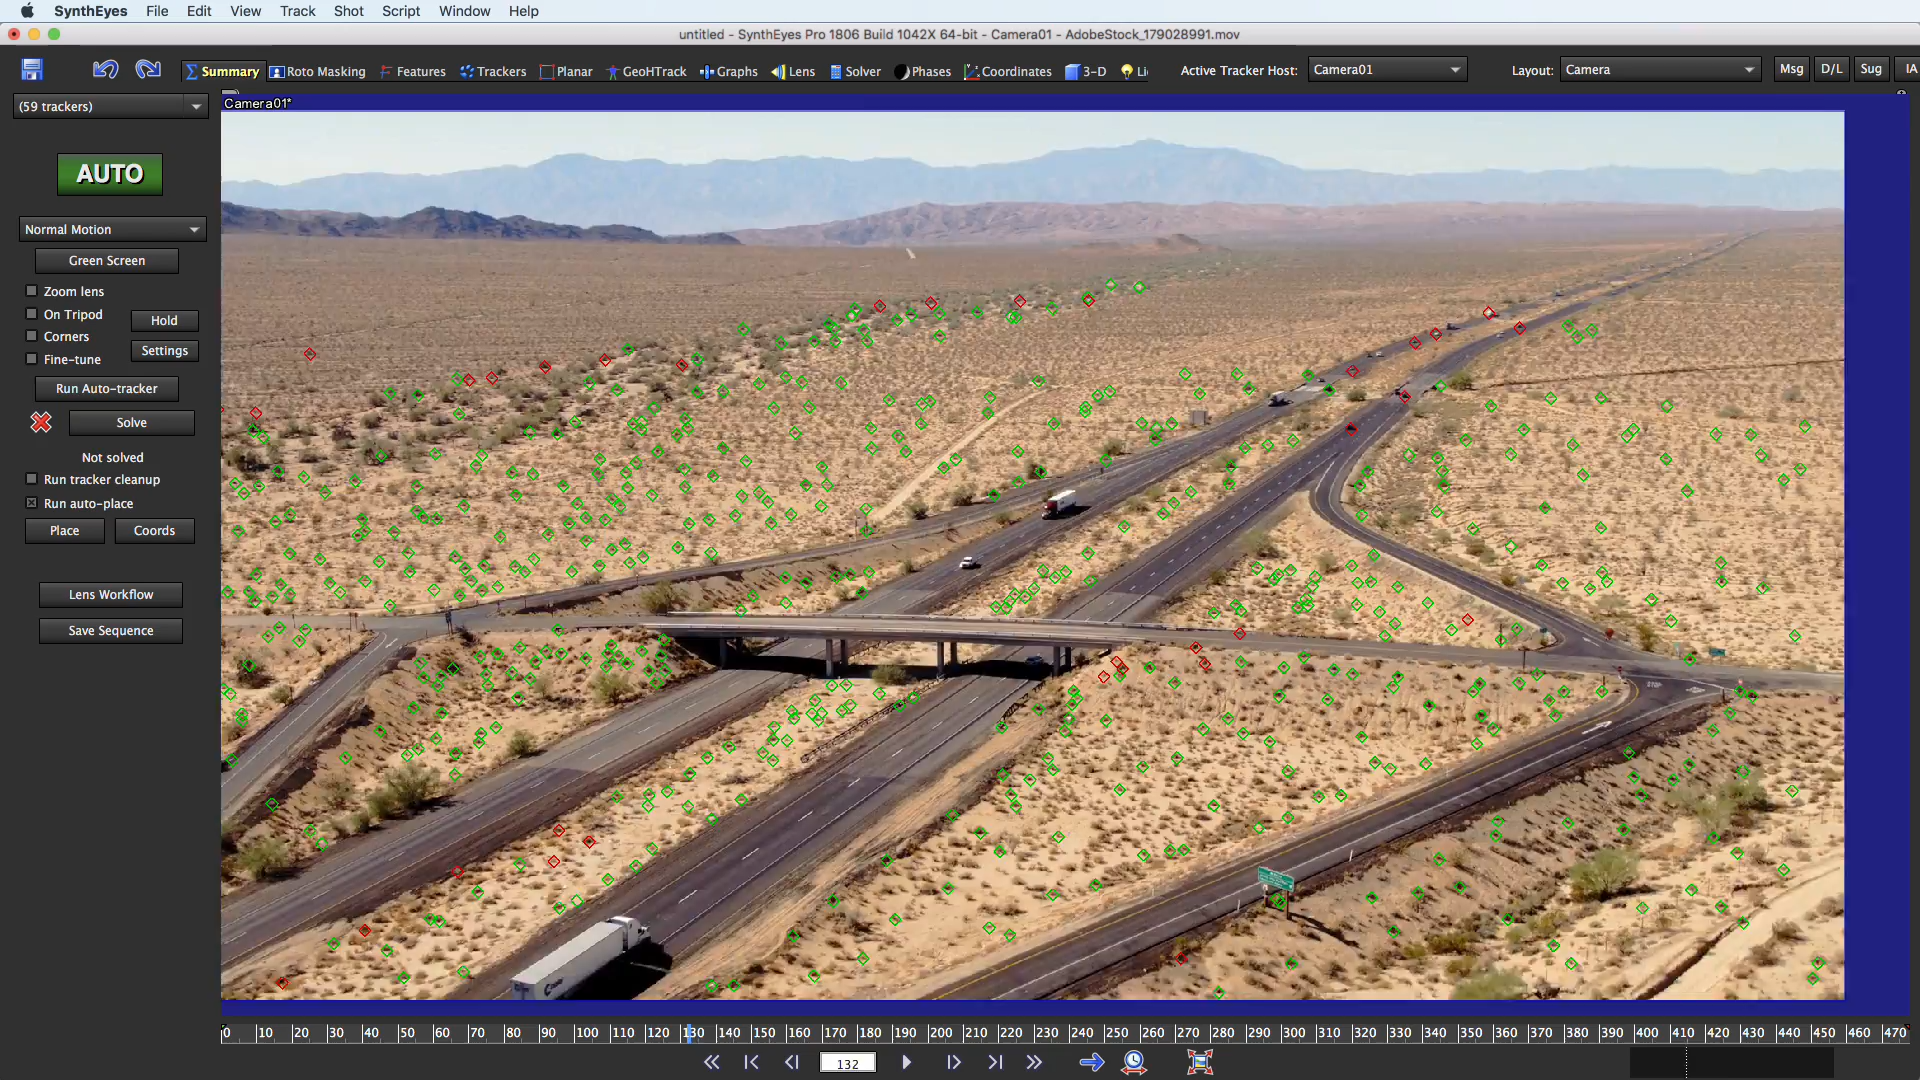 SynthEyes File Edit View Track Shot Script Window Help
untitled - SynthEyes Pro 1806 Build 1042X 64-bit - Camera01 - AdobeStock_179028991.mov
Summary Roto Masking Features Trackers Planar GeoHTrack Graphs Lens Solver Phases Coordinates 3-D Li Active Tracker Host: Camera01 Layout: Camera Msg D/L Sug IA
(59 trackers)
Camera01*
AUTO
Normal Motion
Green Screen
Zoom lens
On Tripod
Hold
Corners
Settings
Fine-tune
Run Auto-tracker
Solve
Not solved
Run tracker cleanup
Run auto-place
Place Coords
Lens Workflow
Save Sequence
0 10 20 30 40 50 60 70 80 90 100 110 120 130 140 150 160 170 180 190 200 210 220 230 240 250 260 270 280 290 300 310 320 330 340 350 360 370 380 390 400 410 420 430 440 450 460 470
132